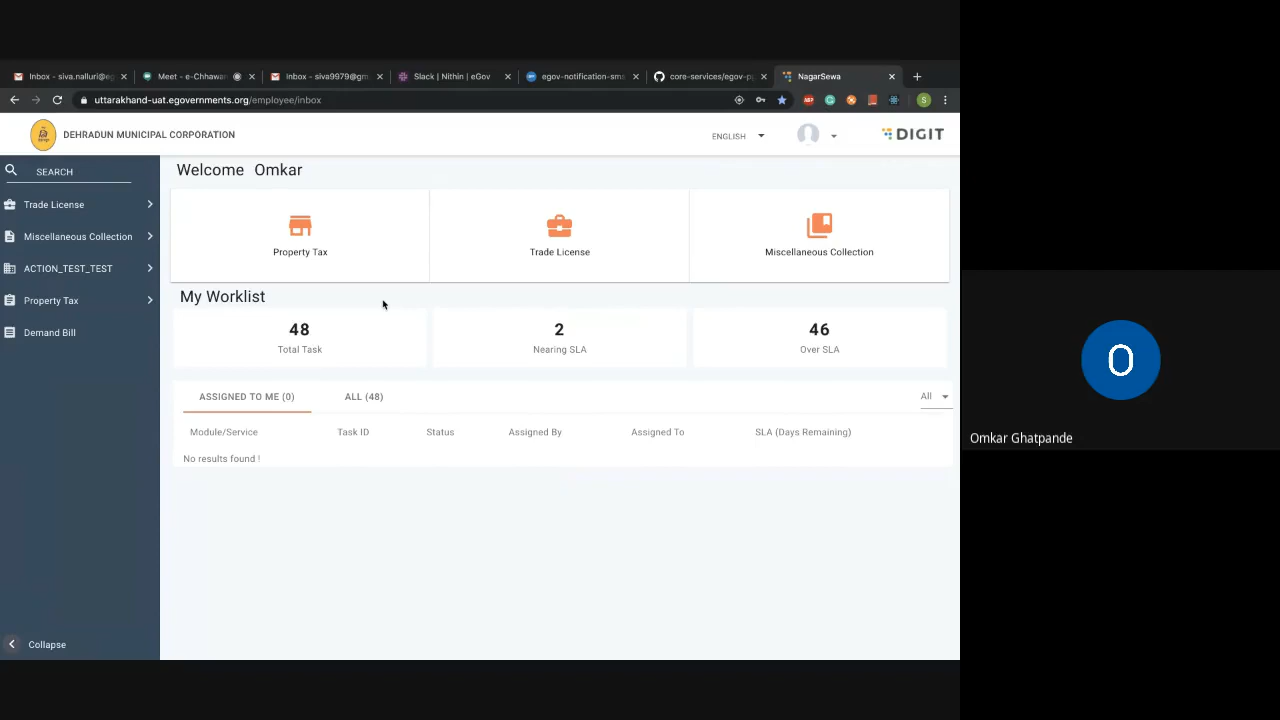 Inbox - siva.nalluri@eg
Meet - e-Chhawan
Inbox - siva9979@gm
Slack | Nithin | eGov
egov-notification-sms
core-services/egov-p
NagarSewa
uttarakhand-uat.egovernments.org/employee/inbox
ABP
S
DEHRADUN MUNICIPAL CORPORATION
ENGLISH
DIGIT
SEARCH
Trade License
Miscellaneous Collection
ACTION_TEST_TEST
Property Tax
Demand Bill
Collapse
Welcome Omkar
Property Tax
Trade License
Miscellaneous Collection
My Worklist
48
Total Task
2
Nearing SLA
46
Over SLA
ASSIGNED TO ME (0)
ALL (48)
All
Module/Service
Task ID
Status
Assigned By
Assigned To
SLA (Days Remaining)
No results found !
O
Omkar Ghatpande